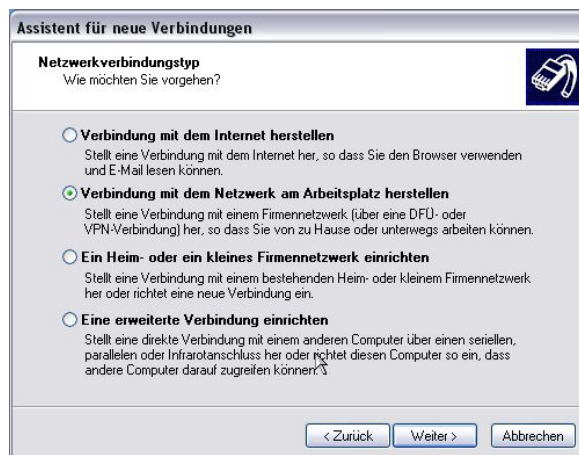 Assistent für neue Verbindungen
Netzwerkverbindungstyp
Wie möchten Sie vorgehen?
Verbindung mit dem Internet herstellen
Stellt eine Verbindung mit dem Internet her, so dass Sie den Browser verwenden
und E-Mail lesen können.
Verbindung mit dem Netzwerk am Arbeitsplatz herstellen
Stellt eine Verbindung mit einem Firmennetzwerk (über eine DFÜ- oder
VPN-Verbindung) her, so dass Sie von zu Hause oder unterwegs arbeiten können.
Ein Heim- oder ein kleines Firmennetzwerk einrichten
Stellt eine Verbindung mit einem bestehenden Heim- oder kleinem Firmennetzwerk
her oder richtet eine neue Verbindung ein.
Eine erweiterte Verbindung einrichten
Stellt eine direkte Verbindung mit einem anderen Computer über einen seriellen,
parallelen oder Infrarotanschluss her oder richtet diesen Computer so ein, dass
andere Computer darauf zugreifen können.
< Zurück Weiter > Abbrechen